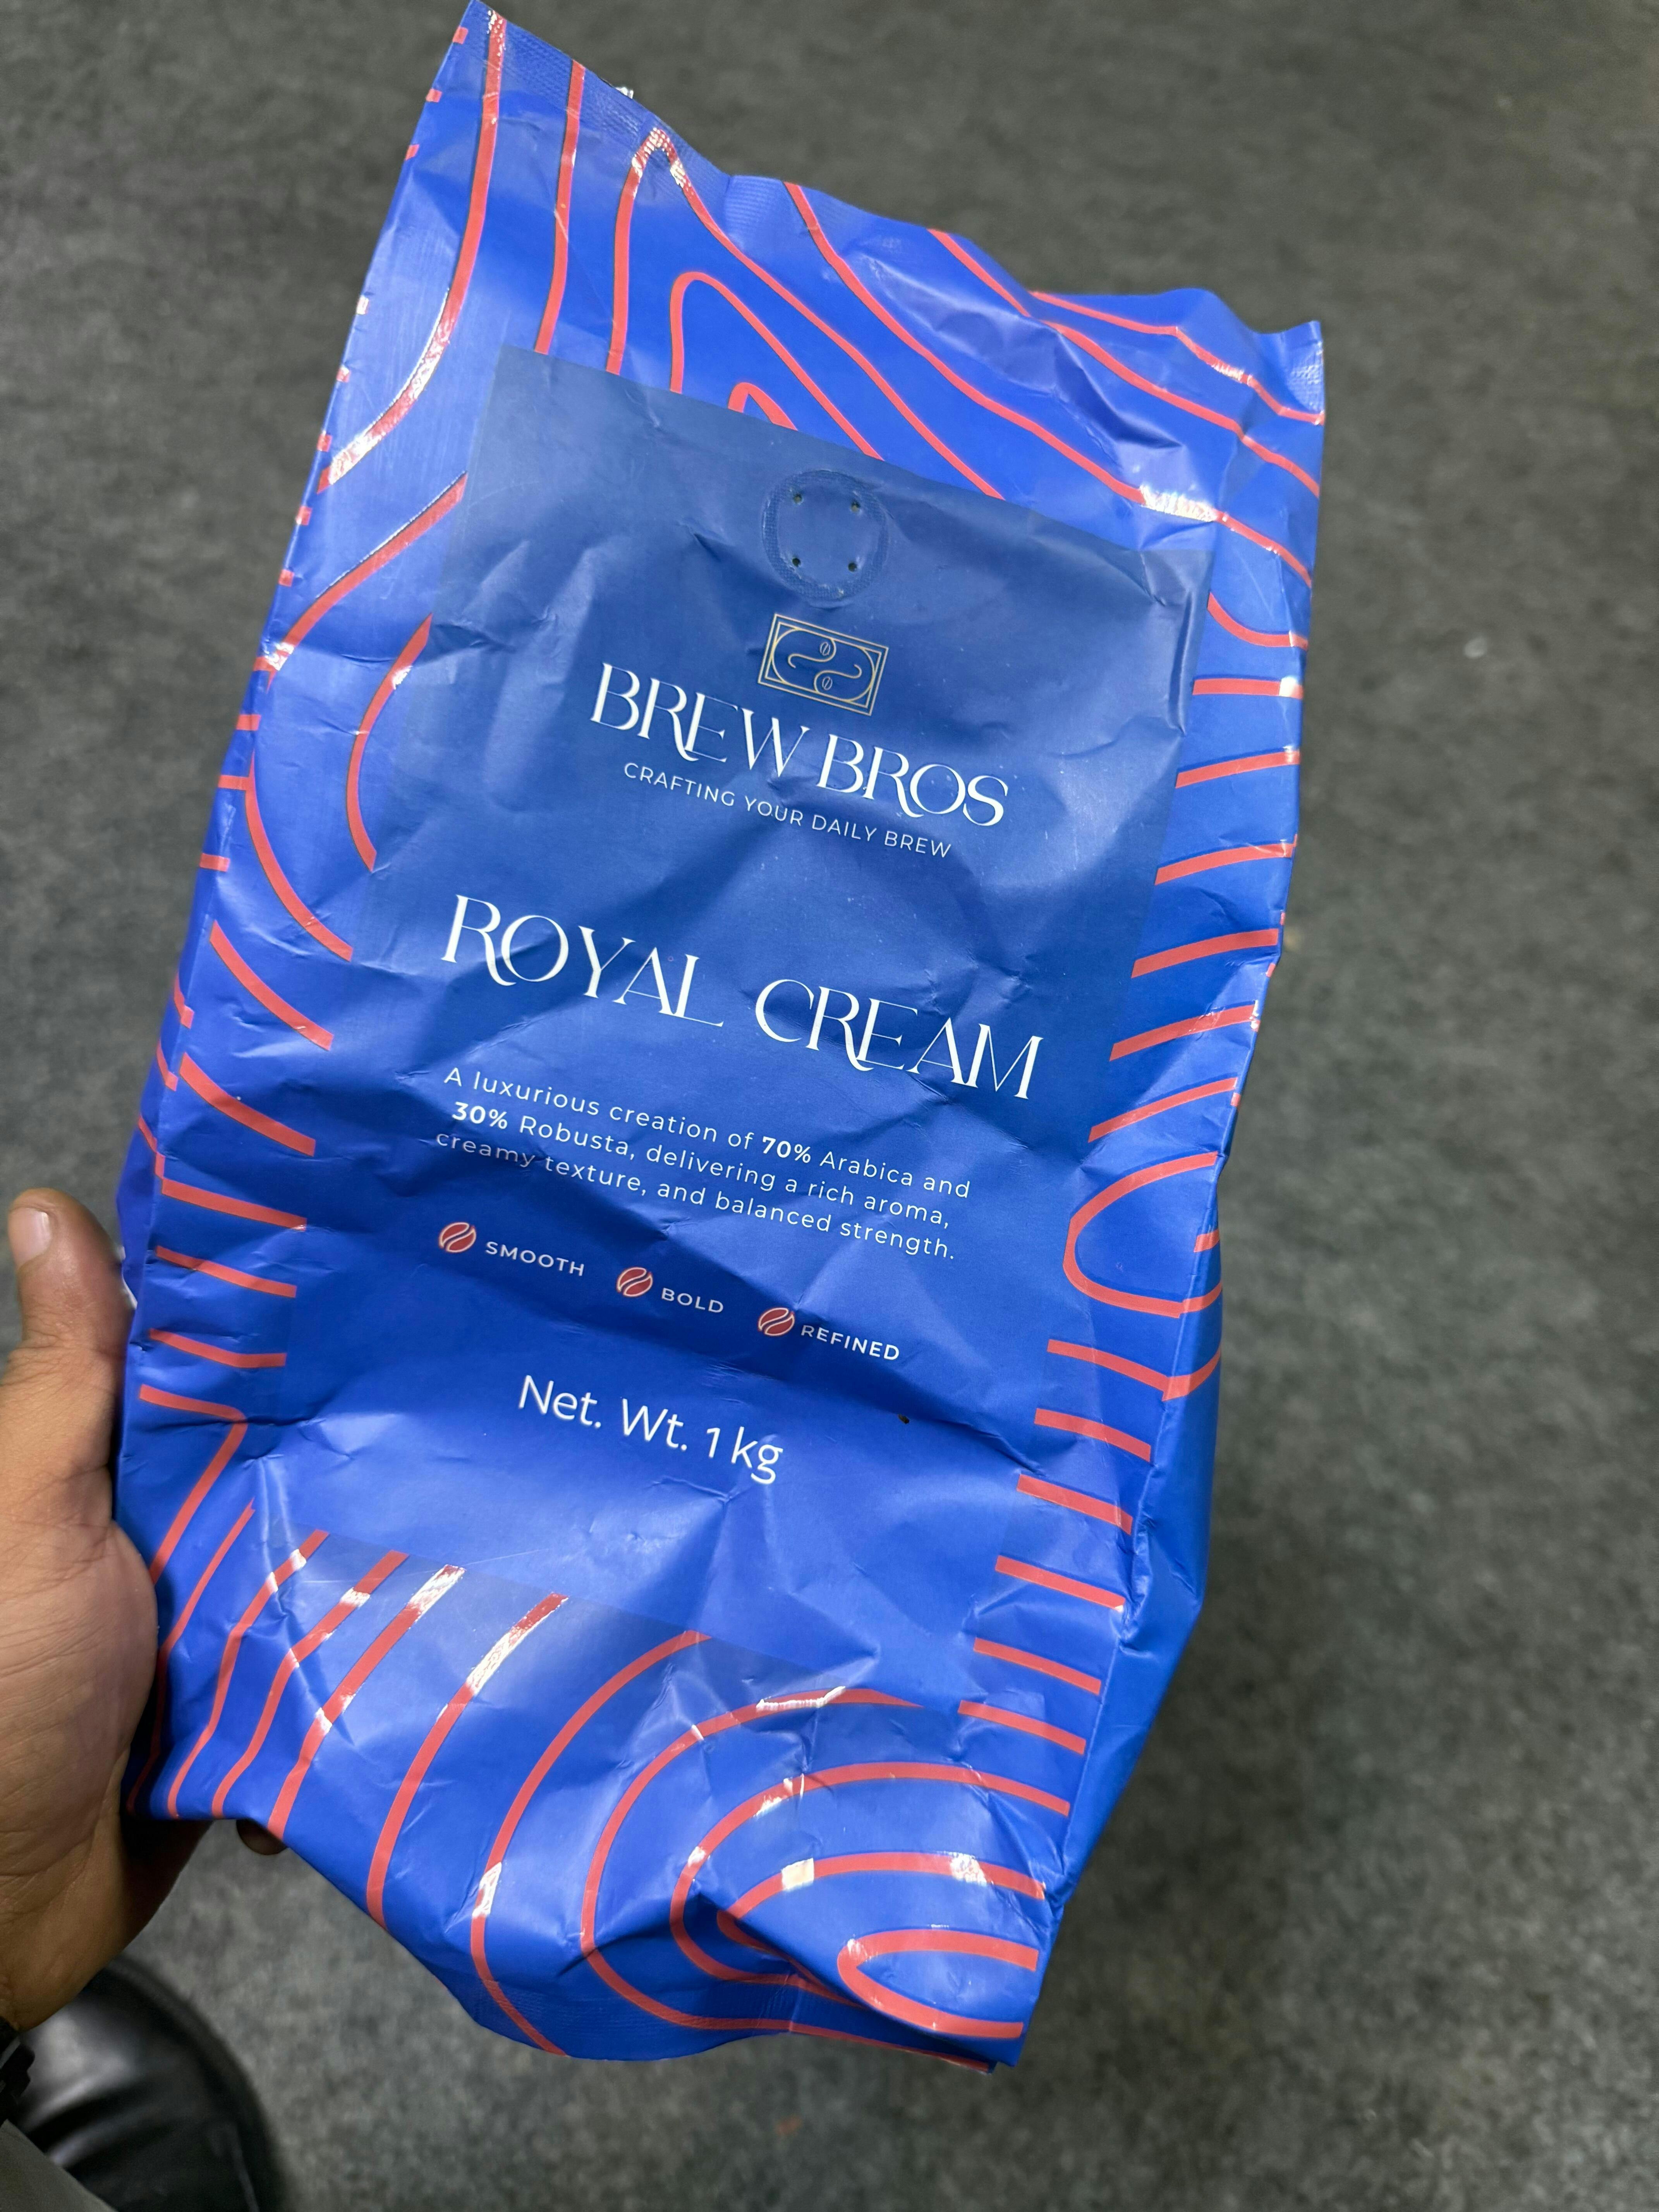 BREW BROS
CRAFTING YOUR DAILY BREW
ROYAL CREAM
A luxurious creation of 70% Arabica and
30% Robusta, delivering a rich aroma,
creamy texture, and balanced strength.
SMOOTH BOLD REFINED
Net. Wt. 1 kg